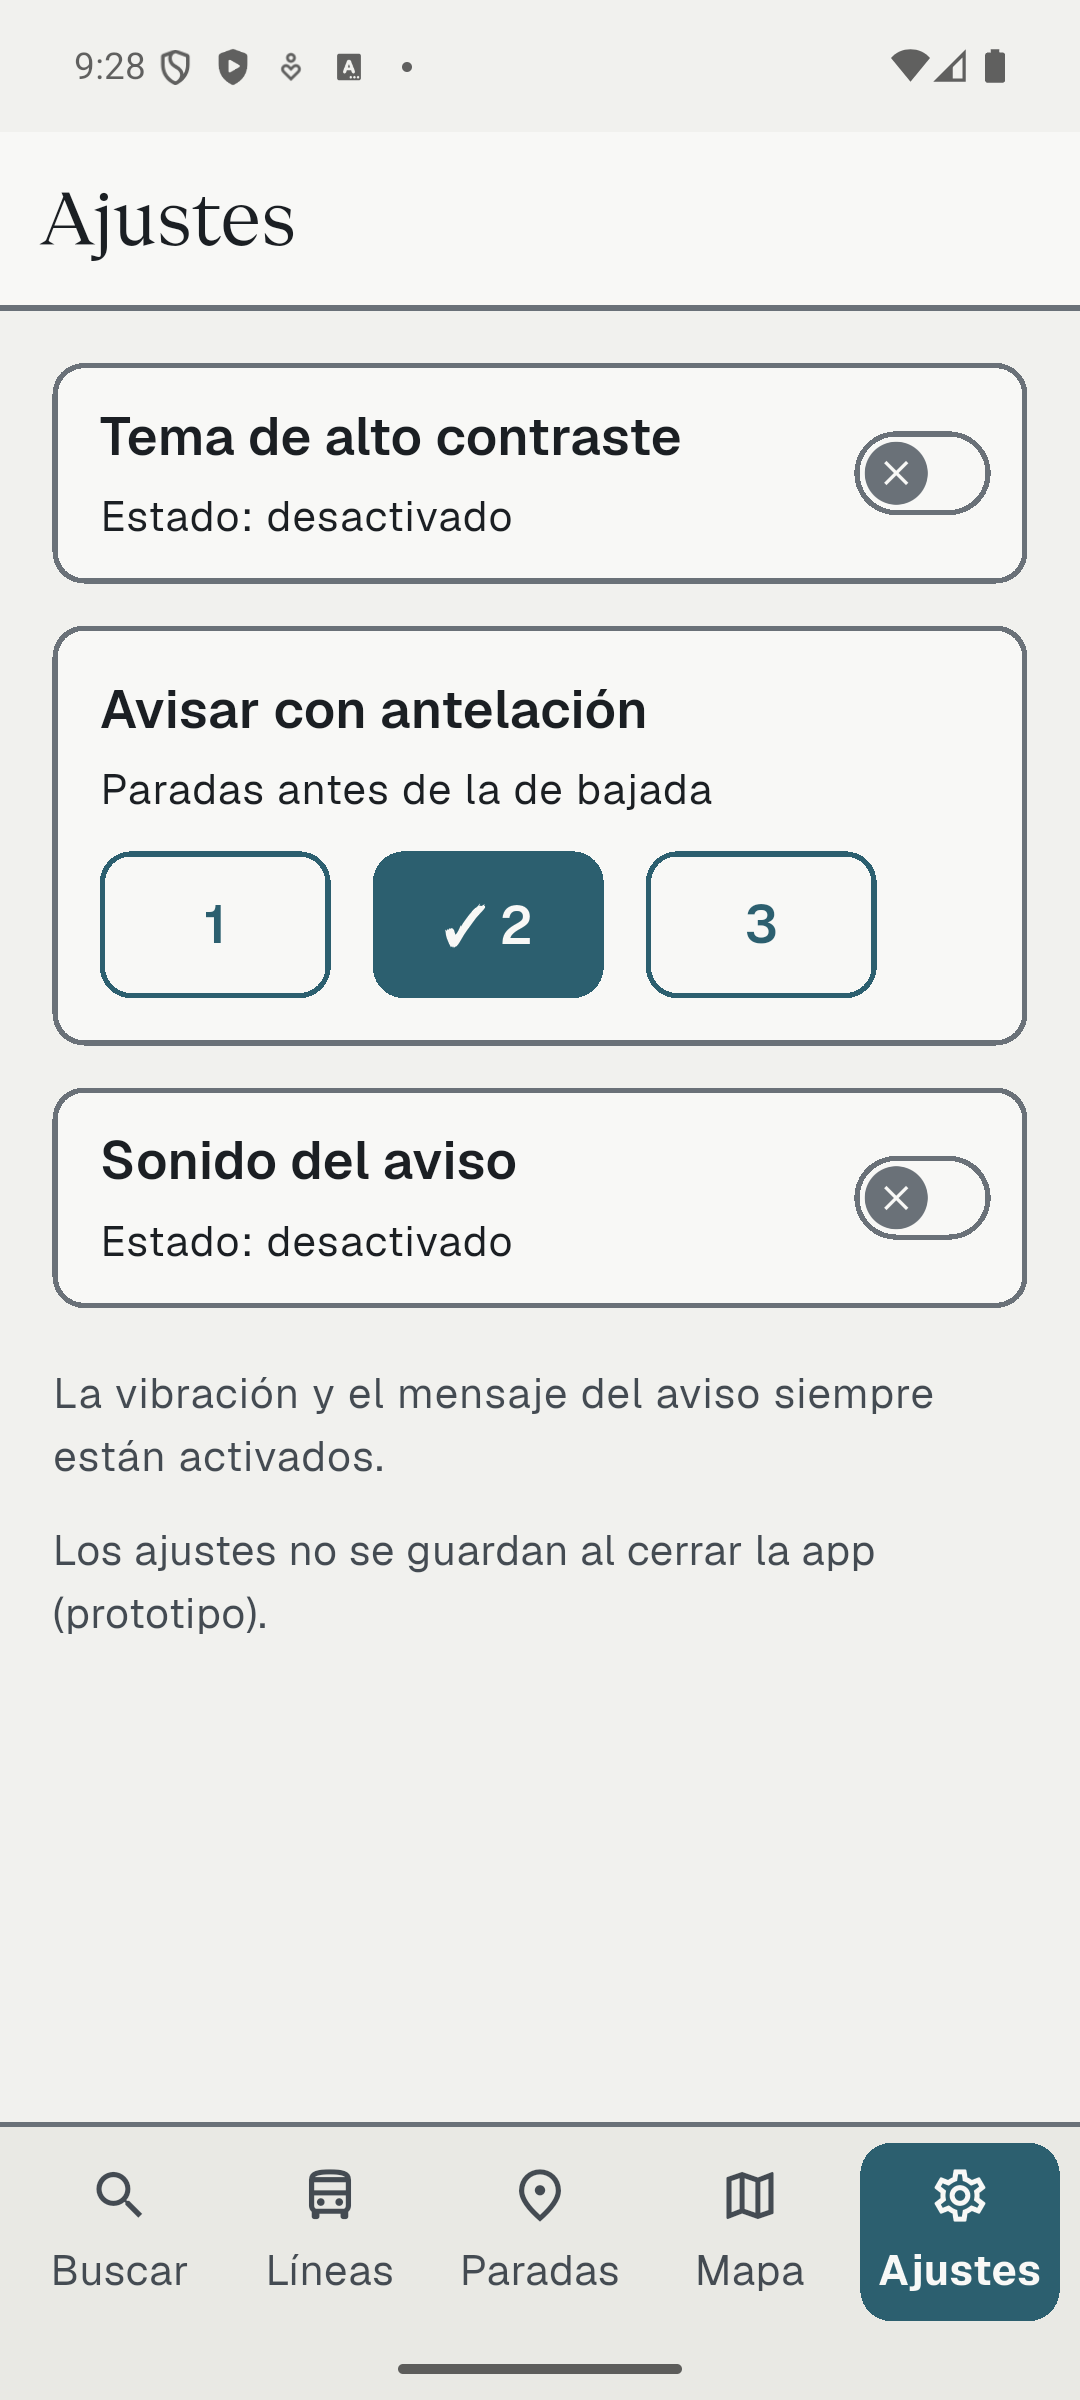 9:28
Ajustes
Tema de alto contraste
Estado: desactivado
Avisar con antelación
Paradas antes de la de bajada
1
✓ 2
3
Sonido del aviso
Estado: desactivado
La vibración y el mensaje del aviso siempre
están activados.
Los ajustes no se guardan al cerrar la app
(prototipo).
Buscar
Líneas
Paradas
Mapa
Ajustes